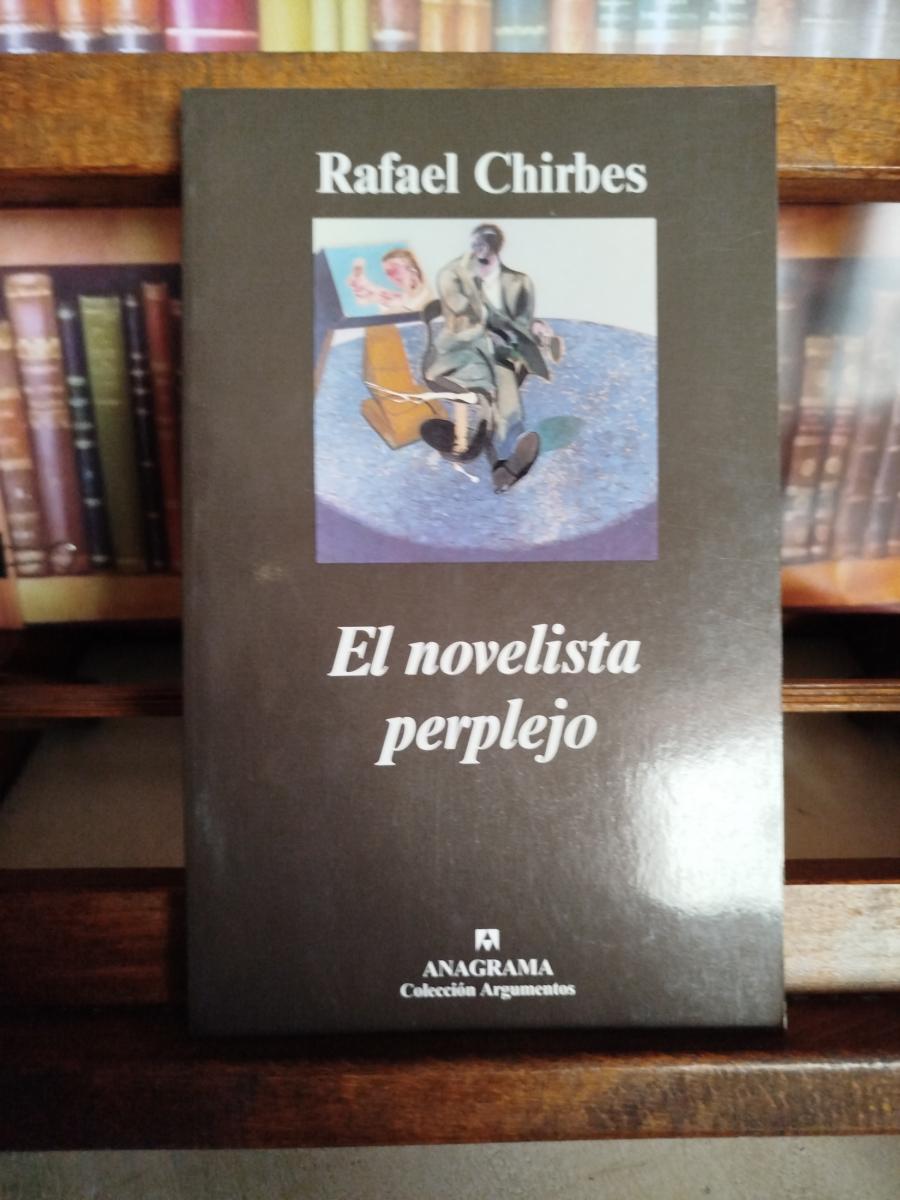 Rafael Chirbes
El novelista
perplejo
ANAGRAMA
Colección Argumentos